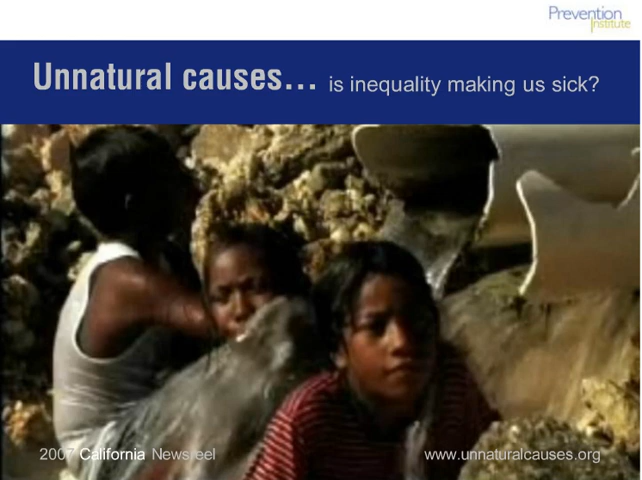 Prevention
Institute
Unnatural causes... is inequality making us sick?
2007 California Newsreel
www.unnaturalcauses.org